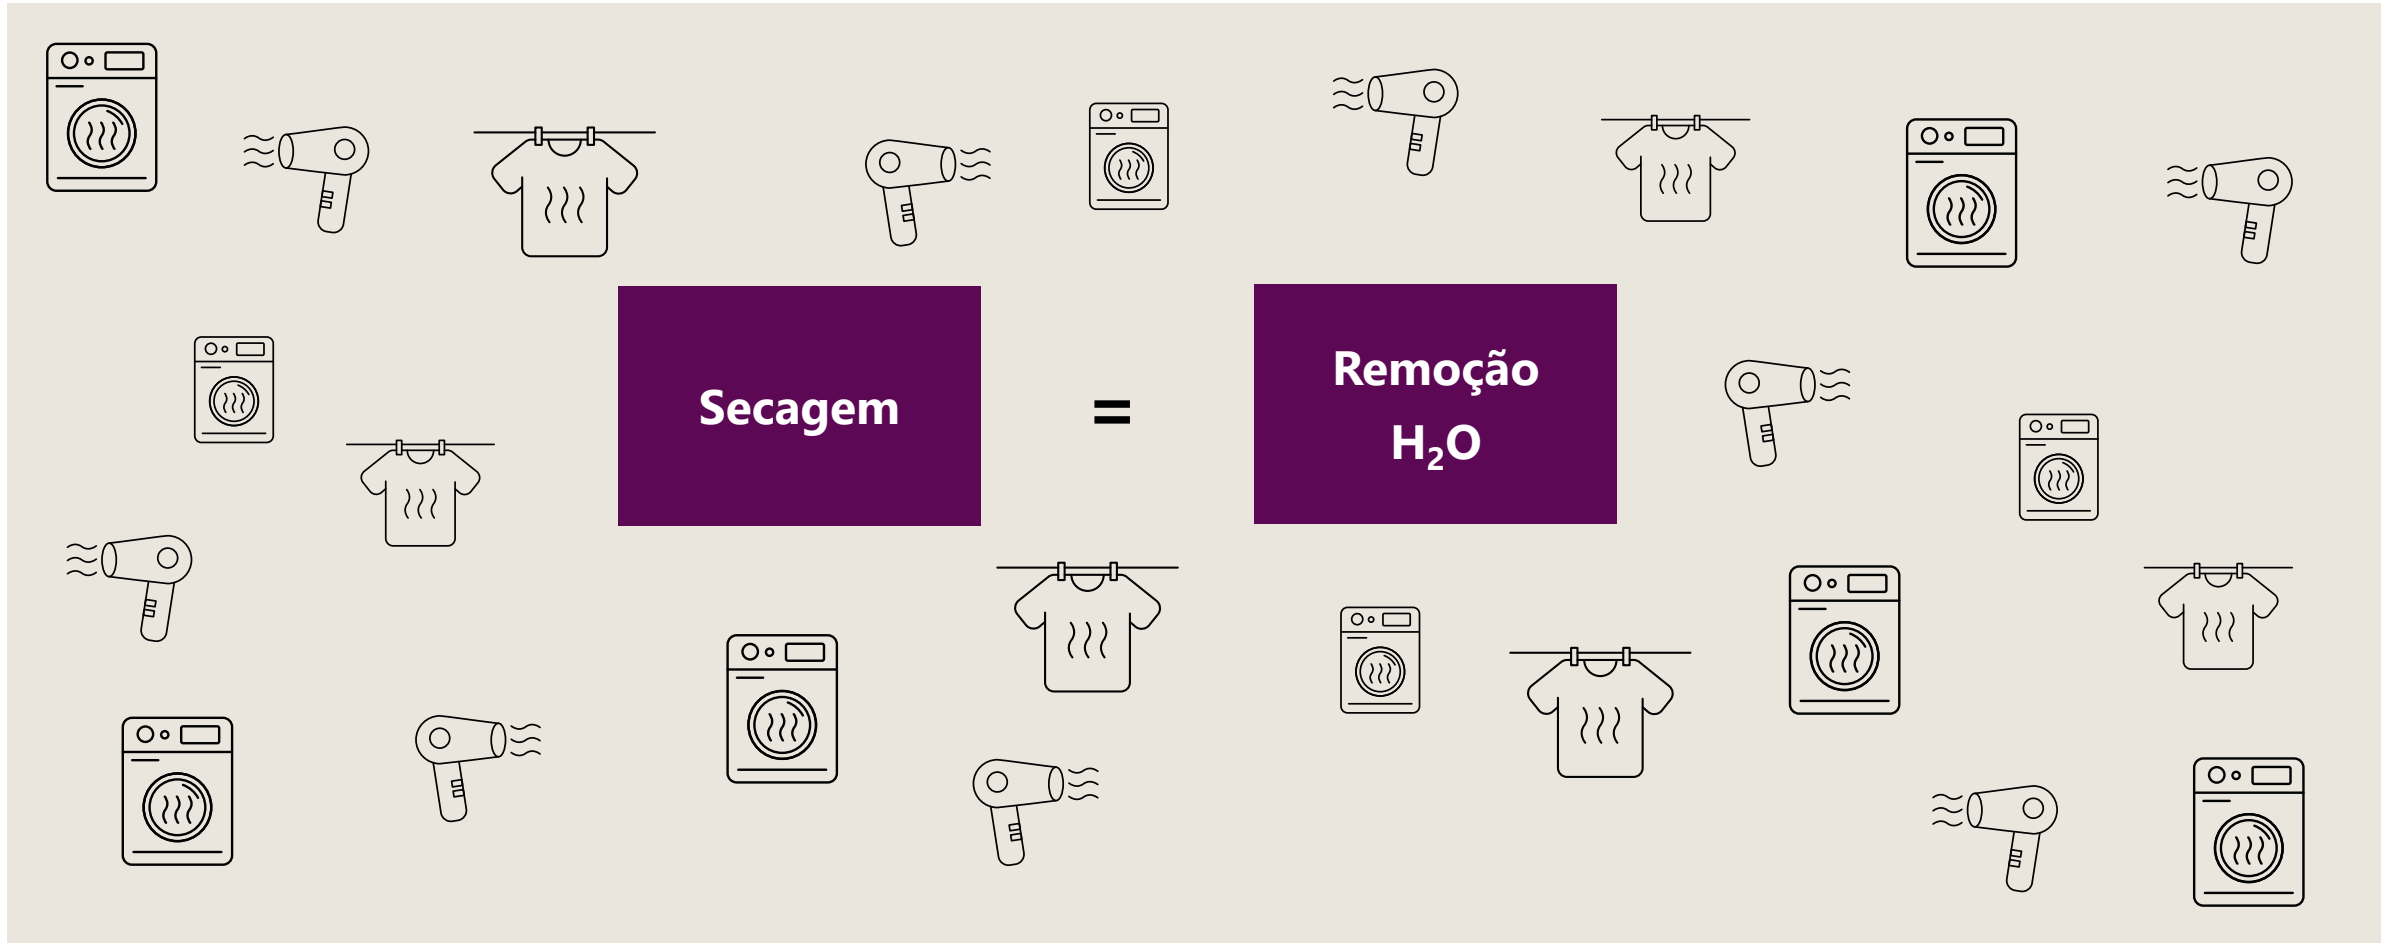 Secagem
=
Remoção
H₂O